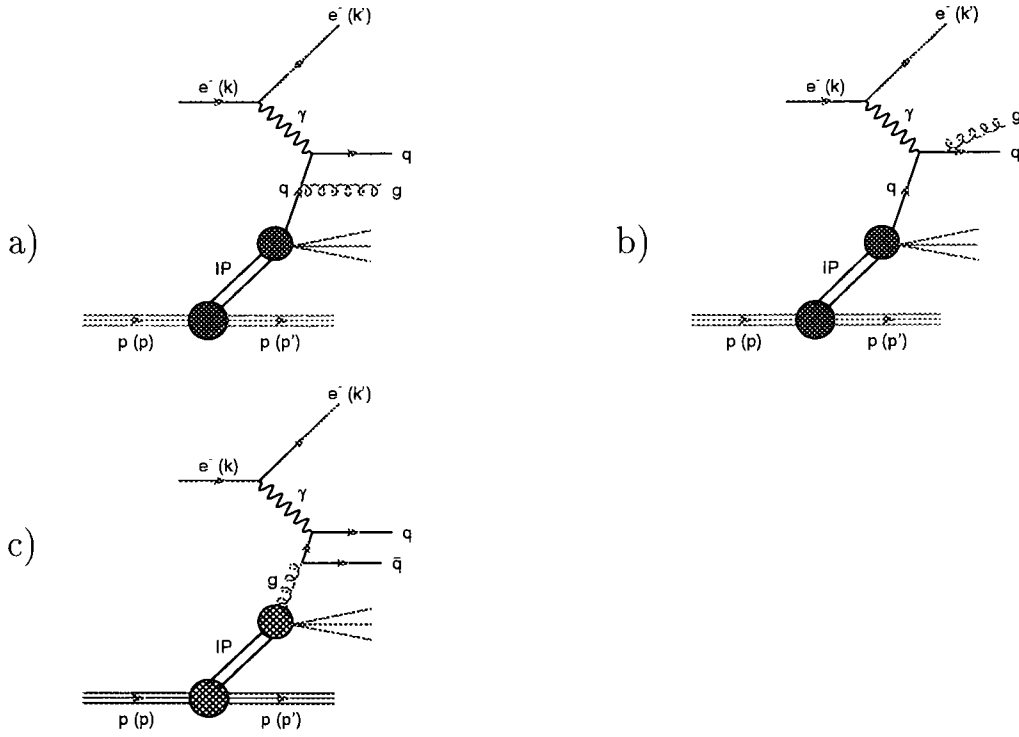 a)
e⁻ (k')
e⁻ (k)
γ
q
q
g
IP
p (p)
p (p')
b)
e⁻ (k')
e⁻ (k)
γ
g
q
q
IP
p (p)
p (p')
c)
e⁻ (k')
e⁻ (k)
γ
q
q̄
g
IP
p (p)
p (p')